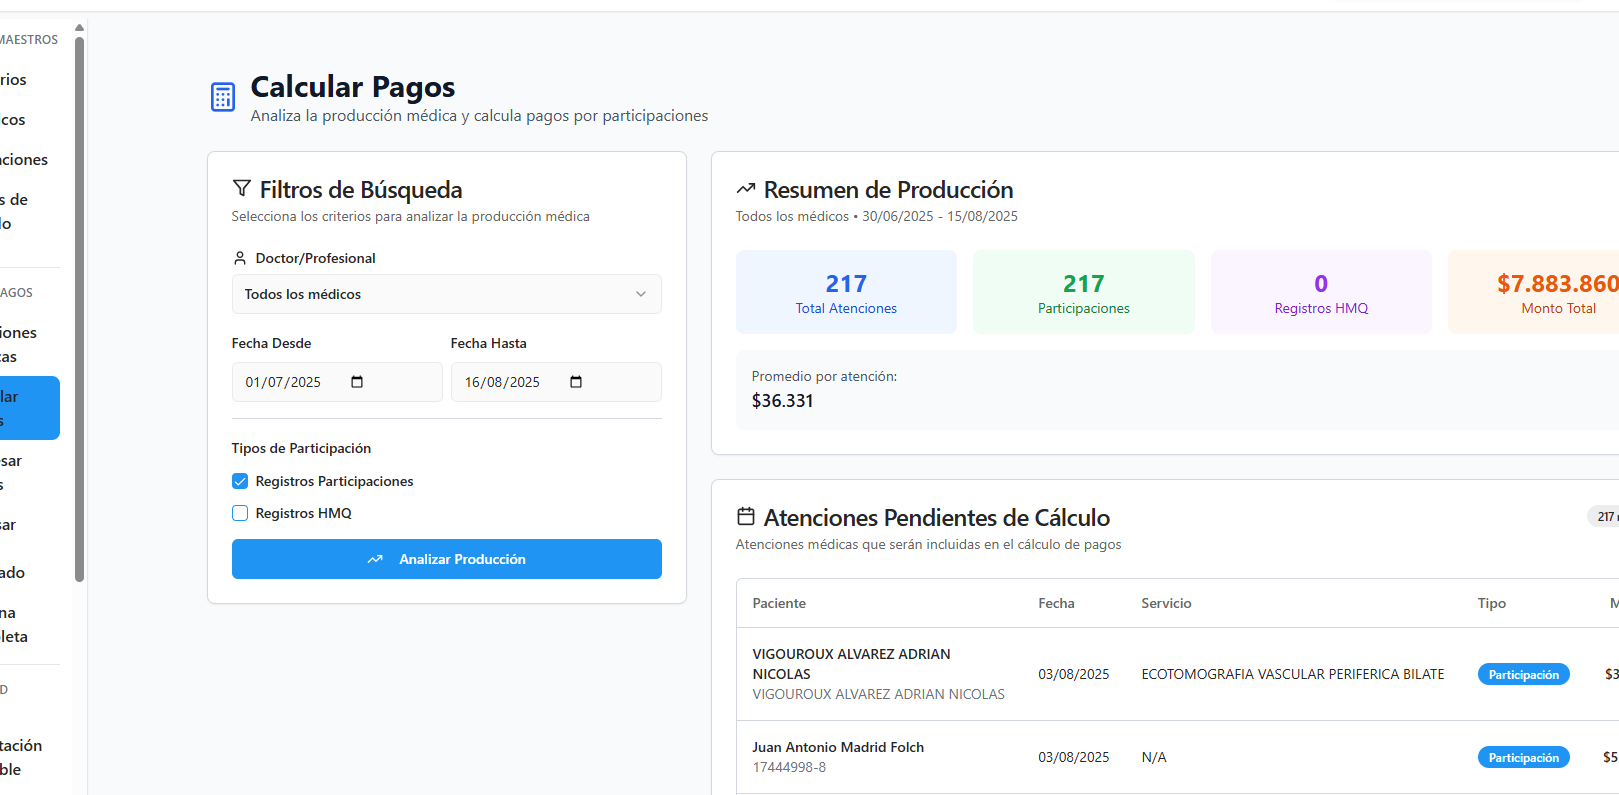 MAESTROS
rios
icos
aciones
s de
lo
AGOS
iones
cas
lar
s
sar
s
sar
ado
na
leta
D
tación
ble
Calcular Pagos
Analiza la producción médica y calcula pagos por participaciones
Filtros de Búsqueda
Selecciona los criterios para analizar la producción médica
Doctor/Profesional
Todos los médicos
Fecha Desde Fecha Hasta
01/07/2025 16/08/2025
Tipos de Participación
Registros Participaciones
Registros HMQ
Analizar Producción
Resumen de Producción
Todos los médicos • 30/06/2025 - 15/08/2025
217 217 0 $7.883.860
Total Atenciones Participaciones Registros HMQ Monto Total
Promedio por atención:
$36.331
Atenciones Pendientes de Cálculo
217
Atenciones médicas que serán incluidas en el cálculo de pagos
Paciente Fecha Servicio Tipo M
VIGOUROUX ALVAREZ ADRIAN
NICOLAS
VIGOUROUX ALVAREZ ADRIAN NICOLAS
03/08/2025 ECOTOMOGRAFIA VASCULAR PERIFERICA BILATE Participación $3
Juan Antonio Madrid Folch
17444998-8
03/08/2025 N/A Participación $5